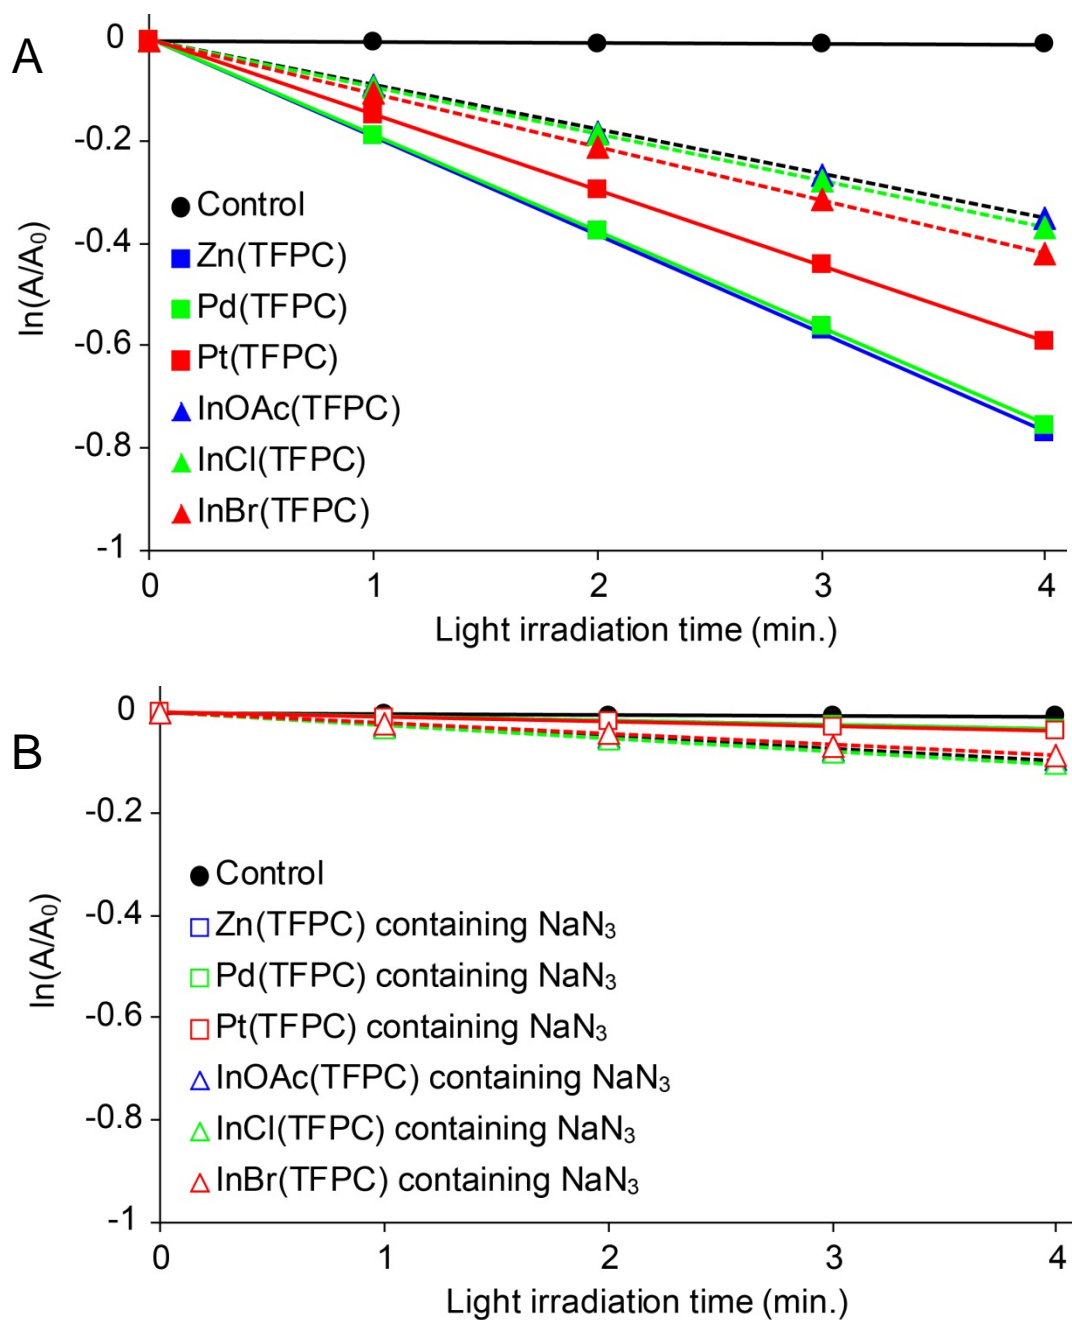 A
0
-0.2
-0.4
-0.6
-0.8
-1
ln(A/A₀)
Control
Zn(TFPC)
Pd(TFPC)
Pt(TFPC)
InOAc(TFPC)
InCl(TFPC)
InBr(TFPC)
0 1 2 3 4
Light irradiation time (min.)
B
0
-0.2
-0.4
-0.6
-0.8
-1
ln(A/A₀)
Control
Zn(TFPC) containing NaN₃
Pd(TFPC) containing NaN₃
Pt(TFPC) containing NaN₃
InOAc(TFPC) containing NaN₃
InCl(TFPC) containing NaN₃
InBr(TFPC) containing NaN₃
0 1 2 3 4
Light irradiation time (min.)